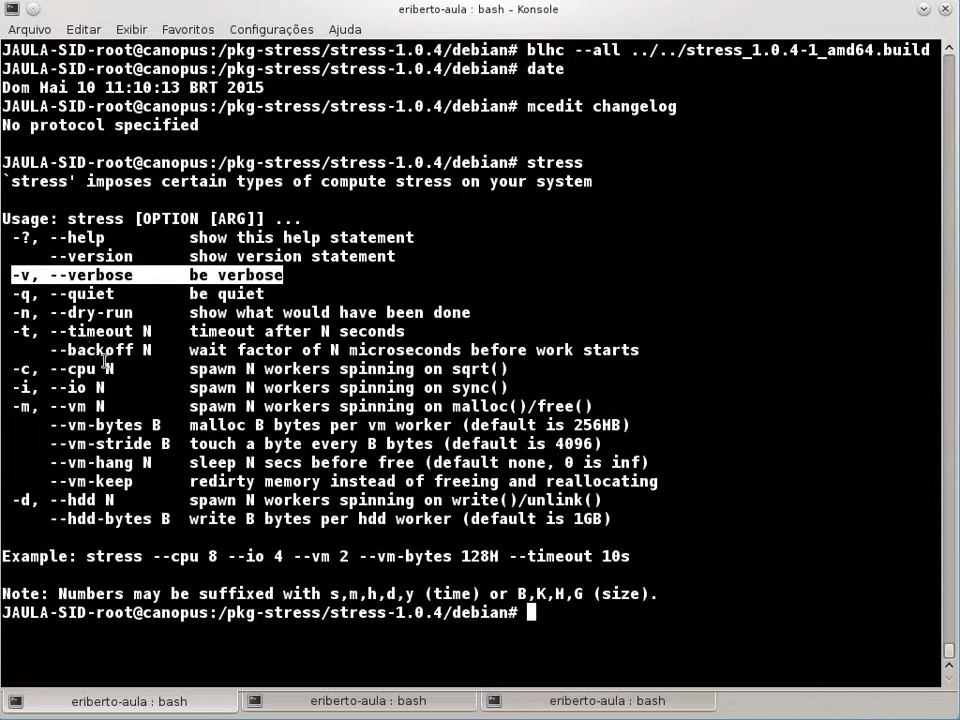 eriberto-aula : bash – Konsole
Arquivo Editar Exibir Favoritos Configurações Ajuda
JAULA-SID-root@canopus:/pkg-stress/stress-1.0.4/debian# blhc --all ../../stress_1.0.4-1_amd64.build
JAULA-SID-root@canopus:/pkg-stress/stress-1.0.4/debian# date
Dom Mai 10 11:10:13 BRT 2015
JAULA-SID-root@canopus:/pkg-stress/stress-1.0.4/debian# mcedit changelog
No protocol specified
JAULA-SID-root@canopus:/pkg-stress/stress-1.0.4/debian# stress
`stress' imposes certain types of compute stress on your system
Usage: stress [OPTION [ARG]] ...
-?, --help show this help statement
--version show version statement
-v, --verbose be verbose
-q, --quiet be quiet
-n, --dry-run show what would have been done
-t, --timeout N timeout after N seconds
--backoff N wait factor of N microseconds before work starts
-c, --cpu N spawn N workers spinning on sqrt()
-i, --io N spawn N workers spinning on sync()
-m, --vm N spawn N workers spinning on malloc()/free()
--vm-bytes B malloc B bytes per vm worker (default is 256MB)
--vm-stride B touch a byte every B bytes (default is 4096)
--vm-hang N sleep N secs before free (default none, 0 is inf)
--vm-keep redirty memory instead of freeing and reallocating
-d, --hdd N spawn N workers spinning on write()/unlink()
--hdd-bytes B write B bytes per hdd worker (default is 1GB)
Example: stress --cpu 8 --io 4 --vm 2 --vm-bytes 128M --timeout 10s
Note: Numbers may be suffixed with s,m,h,d,y (time) or B,K,M,G (size).
JAULA-SID-root@canopus:/pkg-stress/stress-1.0.4/debian#
eriberto-aula : bash eriberto-aula : bash eriberto-aula : bash